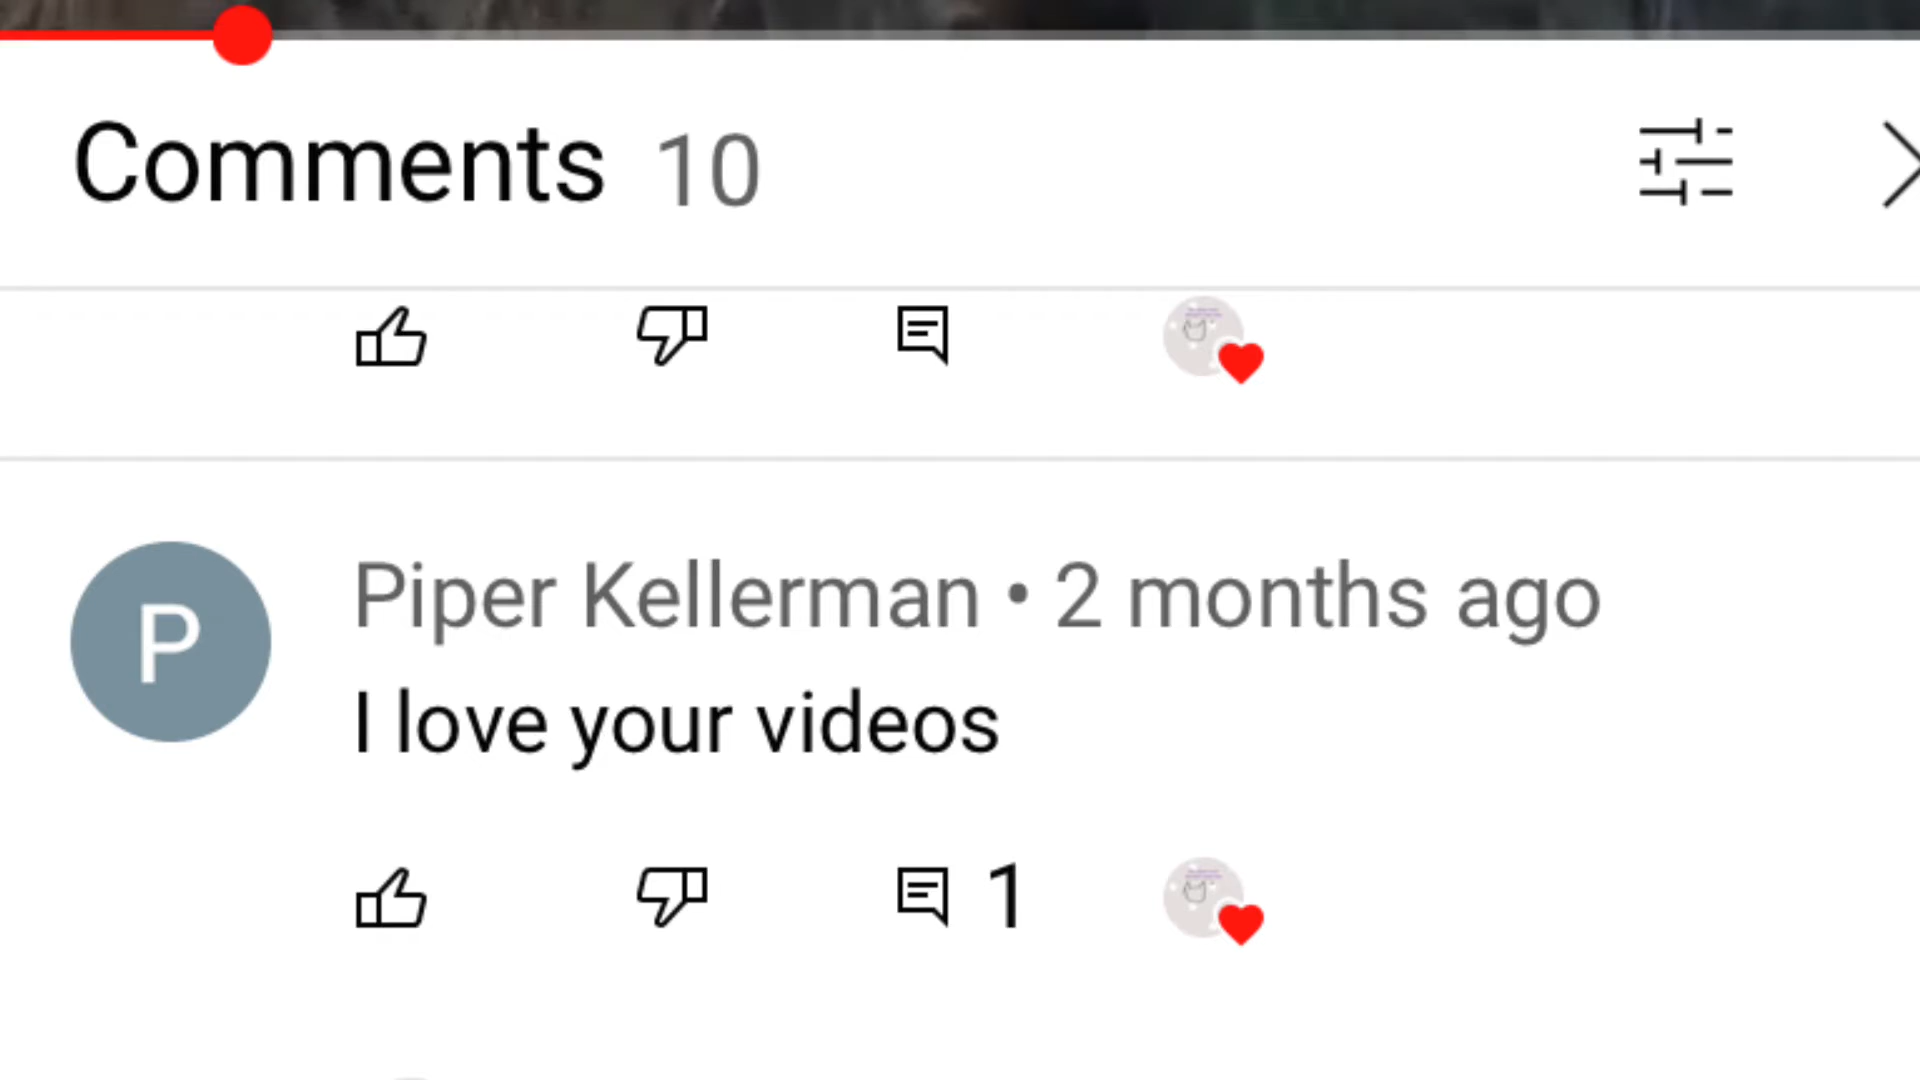 Comments 10
P
Piper Kellerman • 2 months ago
I love your videos
1